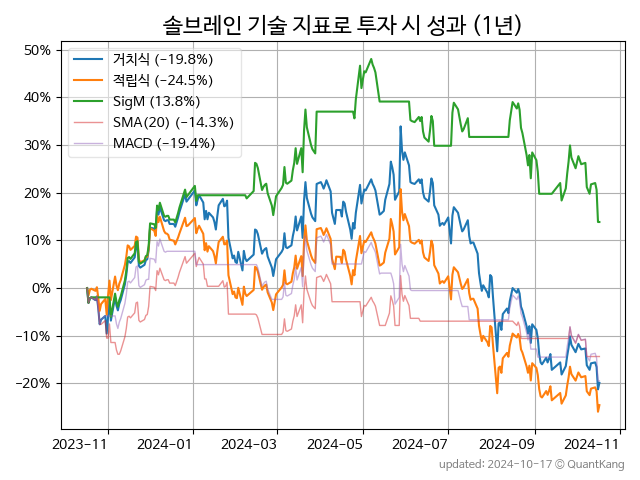 솔브레인 기술 지표로 투자 시 성과 (1년)
50%
40%
30%
20%
10%
0%
−10%
−20%
거치식 (−19.8%)
적립식 (−24.5%)
SigM (13.8%)
SMA(20) (−14.3%)
MACD (−19.4%)
2023-11 2024-01 2024-03 2024-05 2024-07 2024-09 2024-11
updated: 2024-10-17 © QuantKang